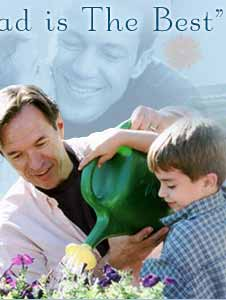 ad is The Best”